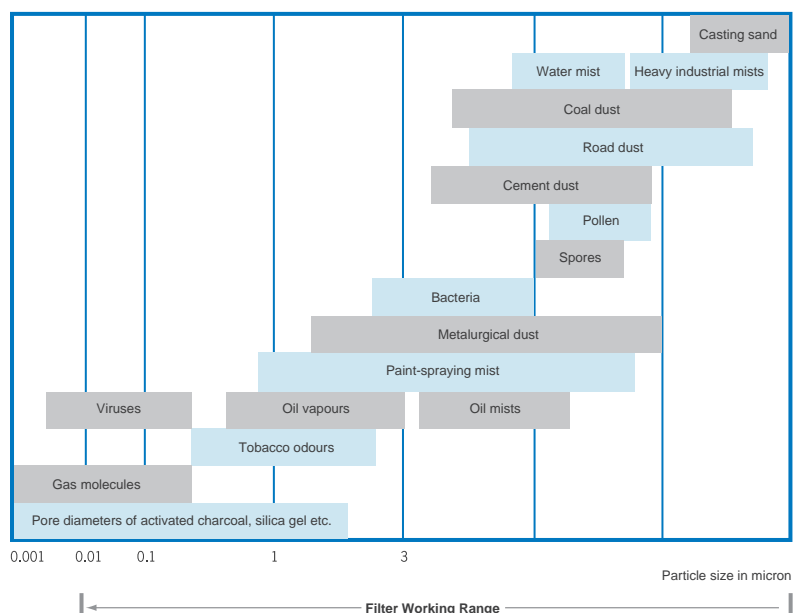 Casting sand
Water mist
Heavy industrial mists
Coal dust
Road dust
Cement dust
Pollen
Spores
Bacteria
Metalurgical dust
Paint-spraying mist
Viruses
Oil vapours
Oil mists
Tobacco odours
Gas molecules
Pore diameters of activated charcoal, silica gel etc.
0.001 0.01 0.1 1 3
Particle size in micron
Filter Working Range